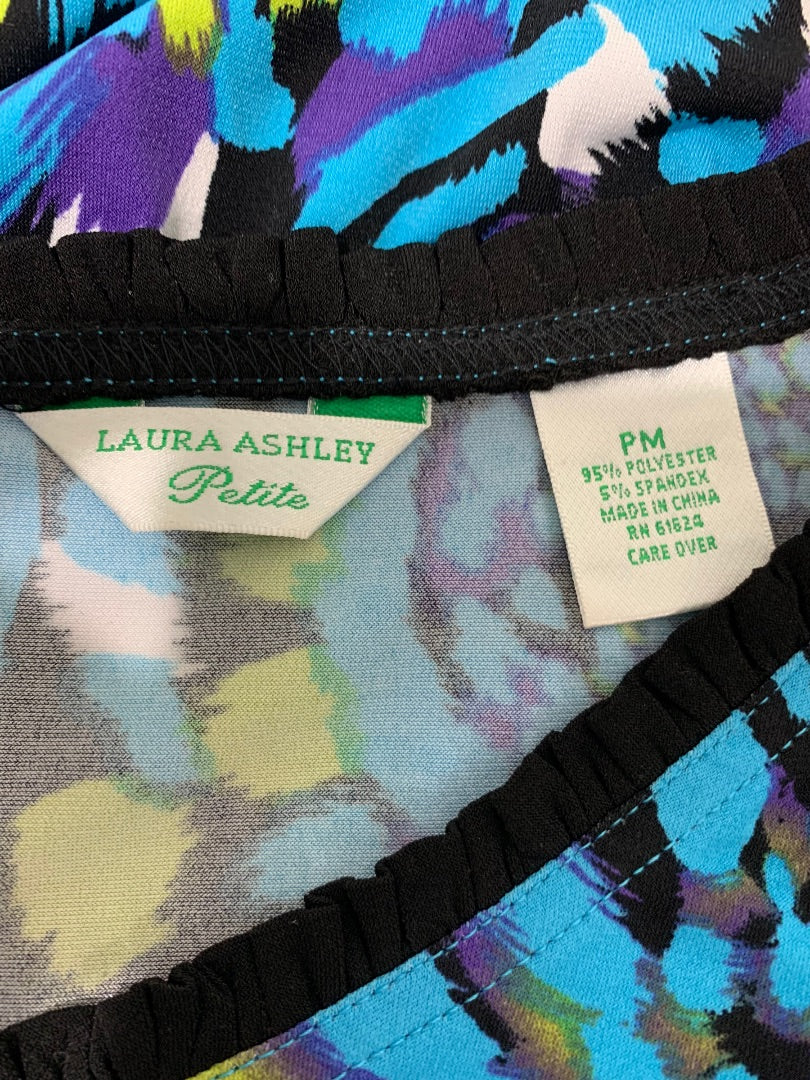 LAURA ASHLEY
Petite
PM
95% POLYESTER
5% SPANDEX
MADE IN CHINA
RN 61624
CARE OVER